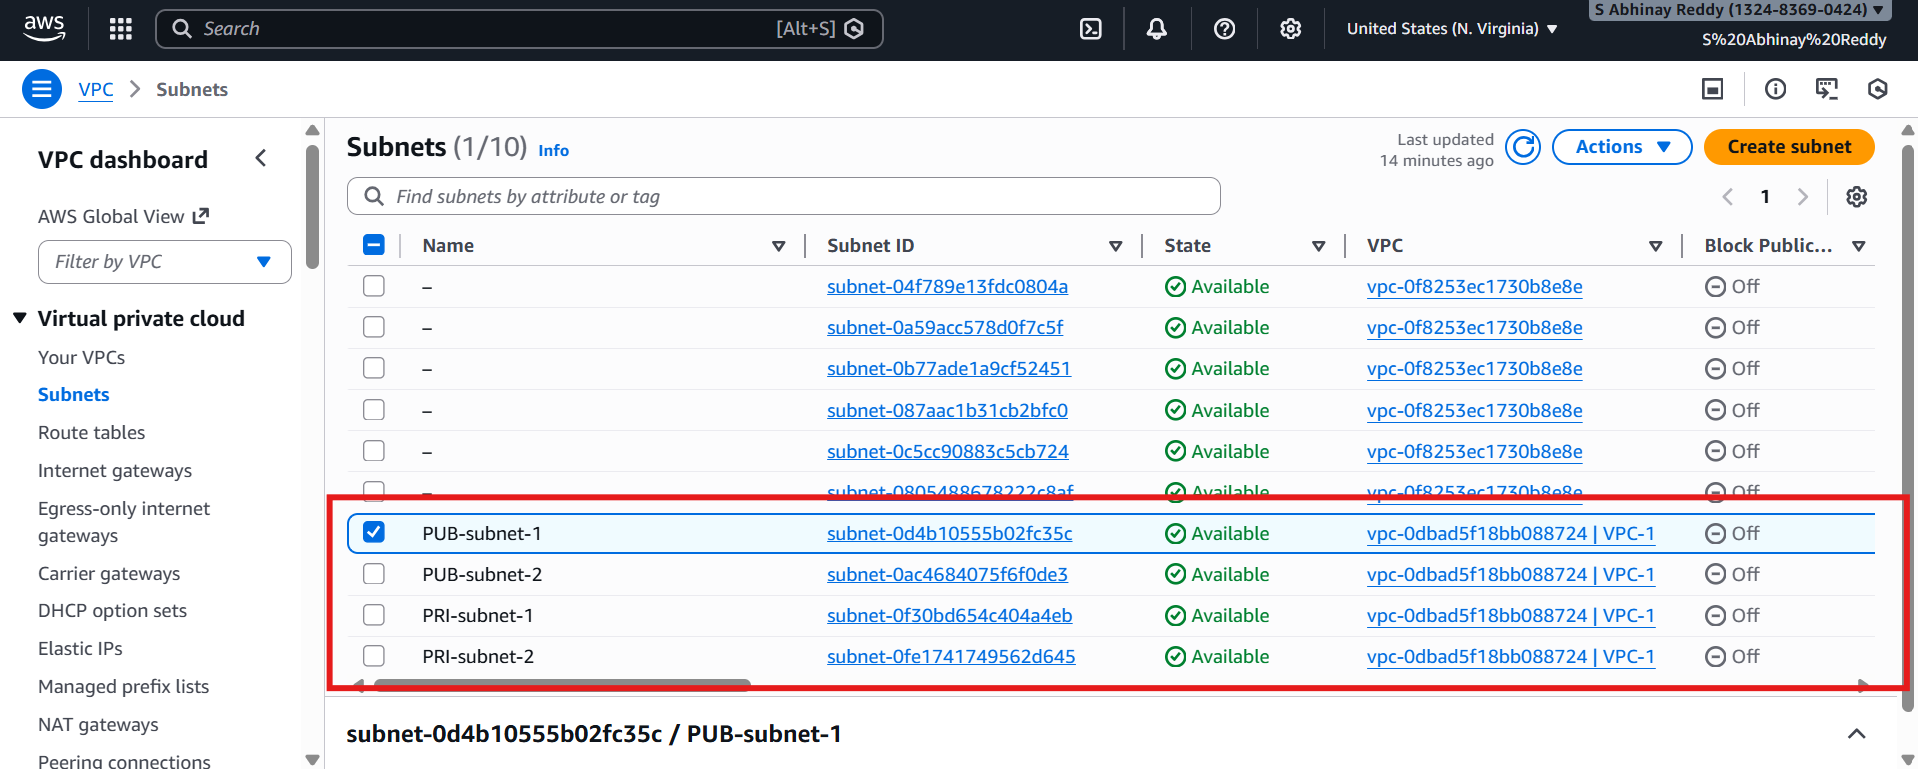 aws
Search [Alt+S]
United States (N. Virginia)
S Abhinay Reddy (1324-8369-0424)
S%20Abhinay%20Reddy
VPC > Subnets
VPC dashboard
AWS Global View
Filter by VPC
Virtual private cloud
Your VPCs
Subnets
Route tables
Internet gateways
Egress-only internet
gateways
Carrier gateways
DHCP option sets
Elastic IPs
Managed prefix lists
NAT gateways
Peering connections
Subnets (1/10) Info
Last updated
14 minutes ago
Actions
Create subnet
Find subnets by attribute or tag
1
Name Subnet ID State VPC Block Public...
– subnet-04f789e13fdc0804a Available vpc-0f8253ec1730b8e8e Off
– subnet-0a59acc578d0f7c5f Available vpc-0f8253ec1730b8e8e Off
– subnet-0b77ade1a9cf52451 Available vpc-0f8253ec1730b8e8e Off
– subnet-087aac1b31cb2bfc0 Available vpc-0f8253ec1730b8e8e Off
– subnet-0c5cc90883c5cb724 Available vpc-0f8253ec1730b8e8e Off
– subnet-0805488678222c8af Available vpc-0f8253ec1730b8e8e Off
PUB-subnet-1 subnet-0d4b10555b02fc35c Available vpc-0dbad5f18bb088724 | VPC-1 Off
PUB-subnet-2 subnet-0ac4684075f6f0de3 Available vpc-0dbad5f18bb088724 | VPC-1 Off
PRI-subnet-1 subnet-0f30bd654c404a4eb Available vpc-0dbad5f18bb088724 | VPC-1 Off
PRI-subnet-2 subnet-0fe1741749562d645 Available vpc-0dbad5f18bb088724 | VPC-1 Off
subnet-0d4b10555b02fc35c / PUB-subnet-1